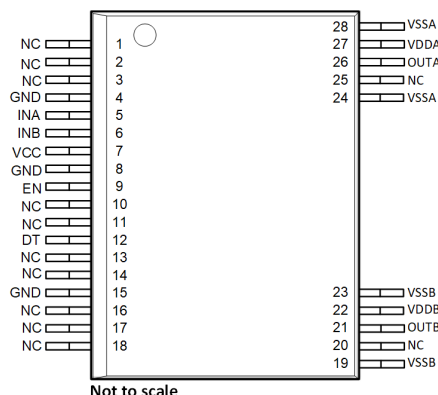 28 VSSA
NC 1 27 VDDA
NC 2 26 OUTA
NC 3 25 NC
GND 4 24 VSSA
INA 5
INB 6
VCC 7
GND 8
EN 9
NC 10
NC 11
DT 12
NC 13
NC 14
GND 15 23 VSSB
NC 16 22 VDDB
NC 17 21 OUTB
NC 18 20 NC
19 VSSB
Not to scale